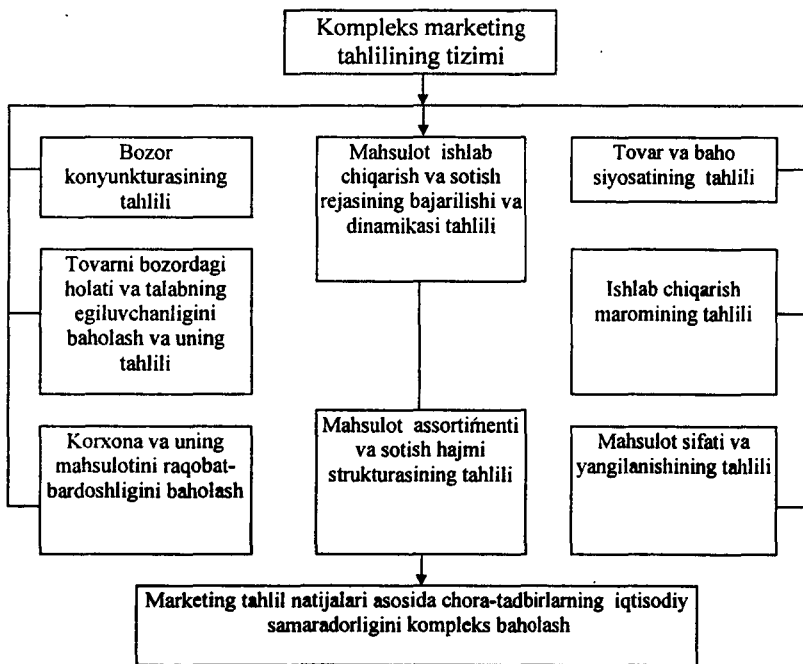 Kompleks marketing
tahlilining tizimi
Bozor
konyunkturasining
tahlili
Mahsulot ishlab
chiqarish va sotish
rejasining bajarilishi va
dinamikasi tahlili
Tovar va baho
siyosatining tahlili
Tovarni bozordagi
holati va talabning
egiluvchanligini
baholash va uning
tahlili
Ishlab chiqarish
maromining tahlili
Korxona va uning
mahsulotini raqobat-
bardoshligini baholash
Mahsulot assortimenti
va sotish hajmi
strukturasining tahlili
Mahsulot sifati va
yangilanishining tahlili
Marketing tahlil natijalari asosida chora-tadbirlarning iqtisodiy
samaradorligini kompleks baholash